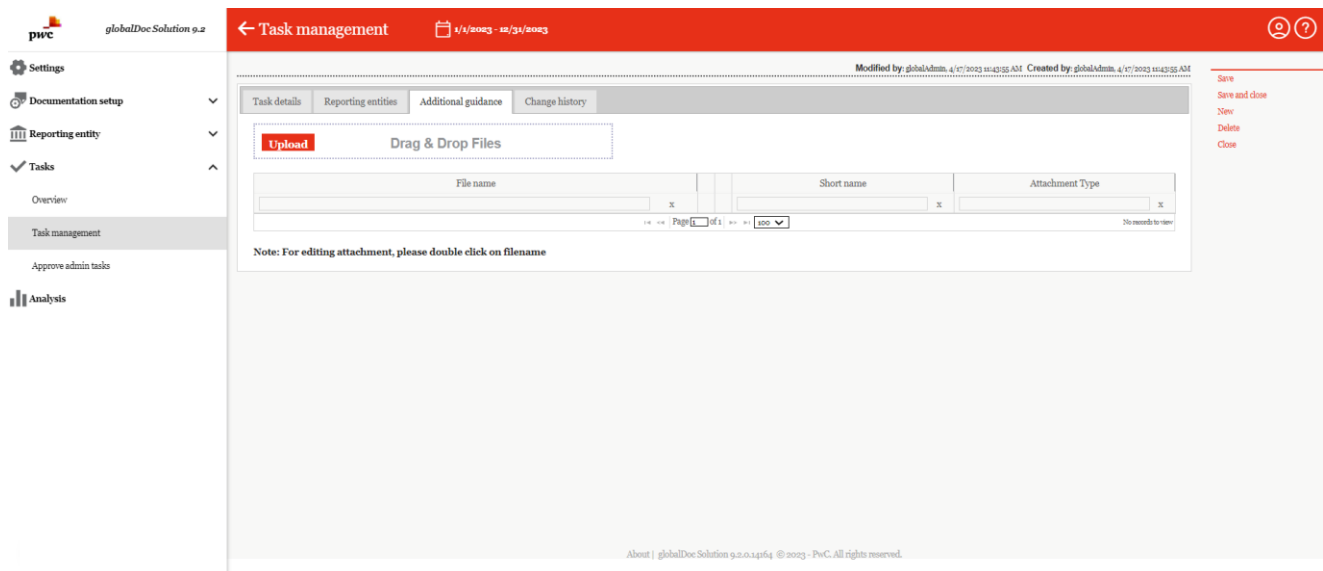 pwc
globalDoc Solution 9.2
← Task management
1/1/2023 - 12/31/2023
?
Settings
Documentation setup
Reporting entity
Tasks
Overview
Task management
Approve admin tasks
Analysis
Modified by: globalAdmin, 4/17/2023 11:43:55 AM Created by: globalAdmin, 4/17/2023 11:43:55 AM
Task details Reporting entities Additional guidance Change history
Upload Drag & Drop Files
File name Short name Attachment Type
x x x
Page 1 of 1 100 No records to view
Note: For editing attachment, please double click on filename
Save
Save and close
New
Delete
Close
About | globalDoc Solution 9.2.0.14164 © 2023 - PwC. All rights reserved.